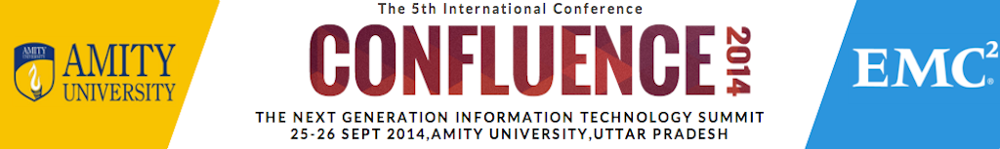 The 5th International Conference
AMITY
UNIVERSITY
AMITY
UNIVERSITY
CONFLUENCE
2014
EMC²
®
THE NEXT GENERATION INFORMATION TECHNOLOGY SUMMIT
25-26 SEPT 2014,AMITY UNIVERSITY,UTTAR PRADESH